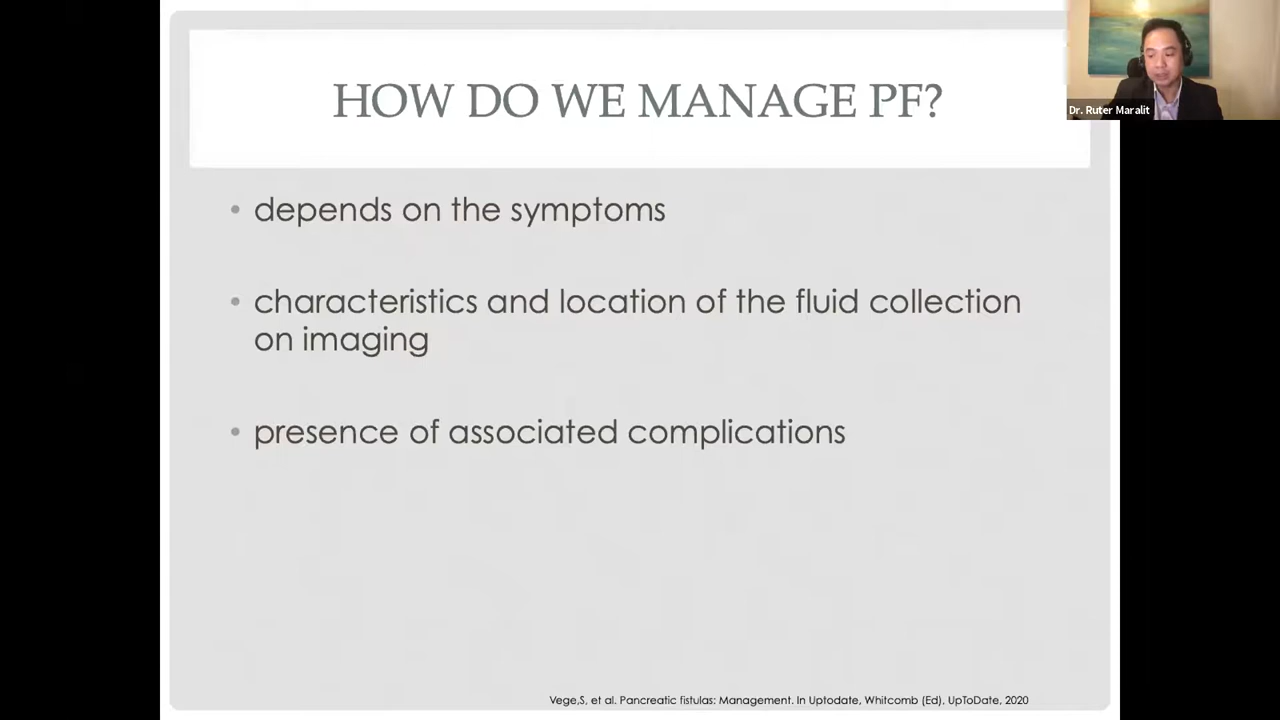 HOW DO WE MANAGE PF?
Dr. Ruter Maralit
• depends on the symptoms
• characteristics and location of the fluid collection
on imaging
• presence of associated complications
Vege,S, et al. Pancreatic fistulas: Management. In Uptodate, Whitcomb (Ed), UpToDate, 2020